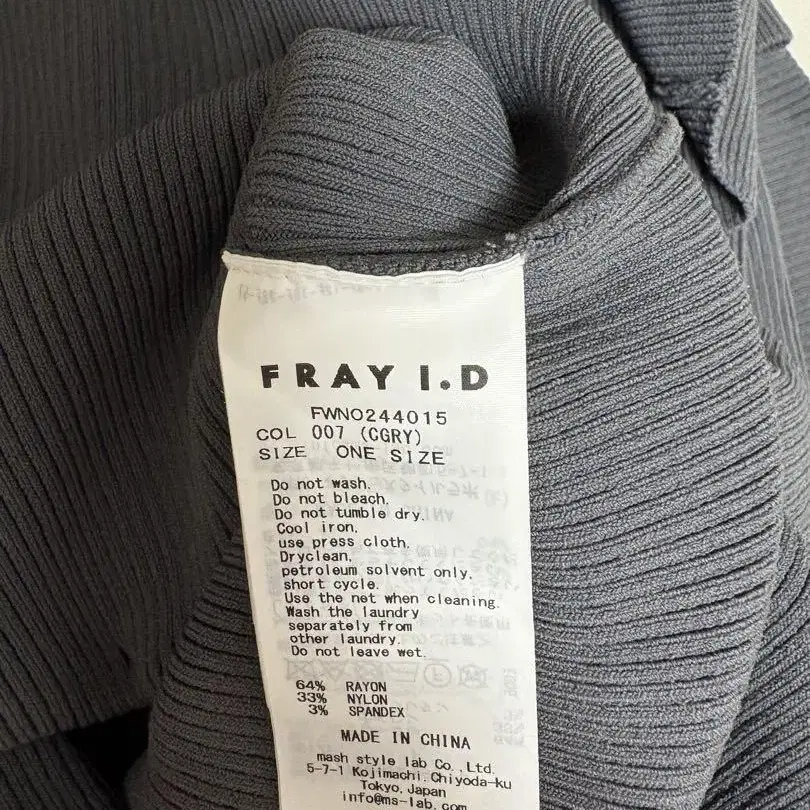 FRAY I.D
FWNO244015
COL 007 (CGRY)
SIZE ONE SIZE
Do not wash.
Do not bleach.
Do not tumble dry.
Cool iron.
use press cloth.
Dryclean.
petroleum solvent only.
short cycle.
Use the net when cleaning.
Wash the laundry
separately from
other laundry.
Do not leave wet.
64% RAYON
33% NYLON
3% SPANDEX
MADE IN CHINA
mash style lab Co.,Ltd.
5-7-1 Kojimachi,Chiyoda-ku
Tokyo,Japan
info@ms-lab.com